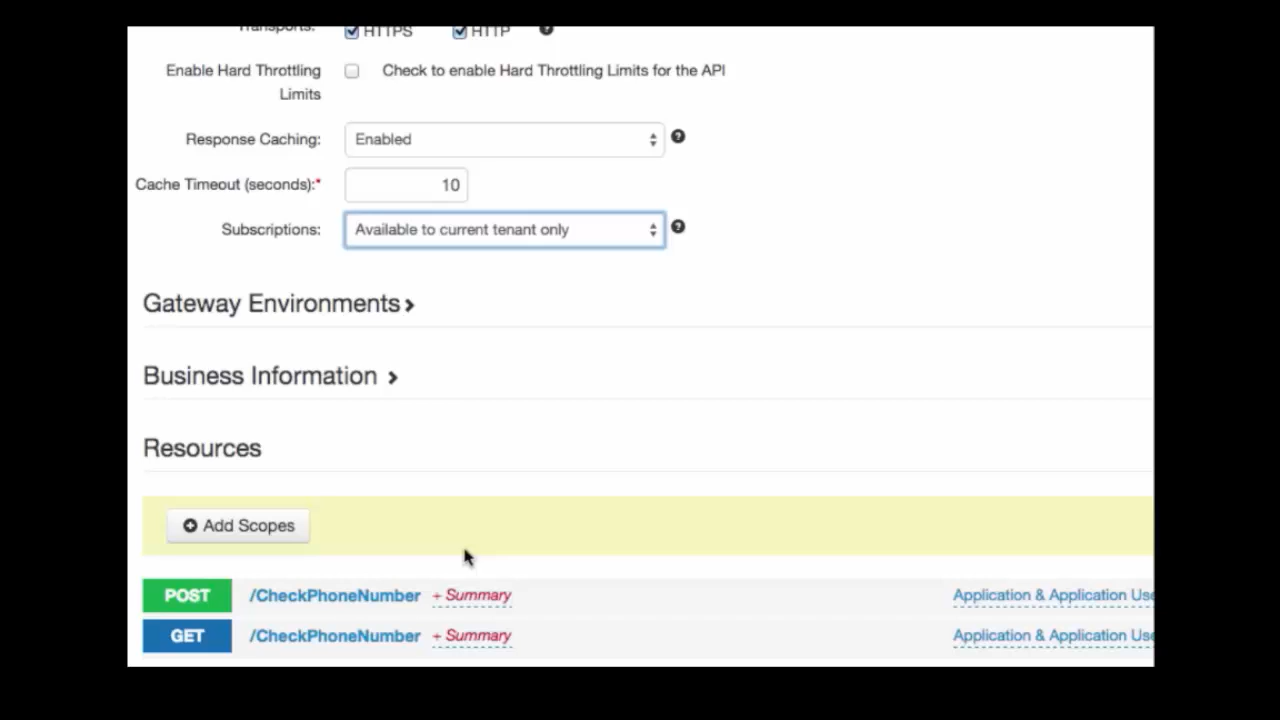 Transports: HTTPS HTTP
Enable Hard Throttling Limits Check to enable Hard Throttling Limits for the API
Response Caching: Enabled
Cache Timeout (seconds):* 10
Subscriptions: Available to current tenant only
Gateway Environments
Business Information
Resources
Add Scopes
POST /CheckPhoneNumber + Summary Application & Application Use
GET /CheckPhoneNumber + Summary Application & Application Use